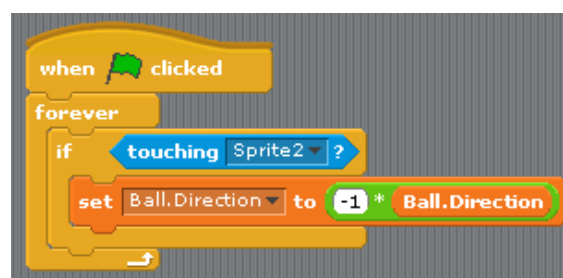 when clicked
forever
if touching Sprite2 ?
set Ball.Direction to -1 * Ball.Direction